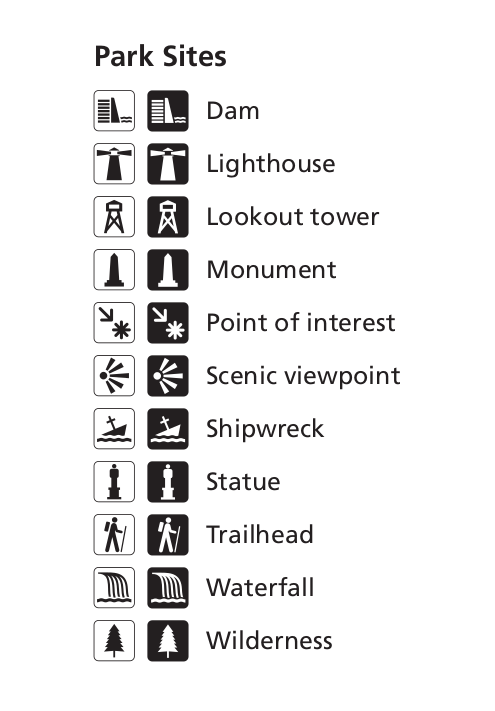 Park Sites
Dam
Lighthouse
Lookout tower
Monument
Point of interest
Scenic viewpoint
Shipwreck
Statue
Trailhead
Waterfall
Wilderness